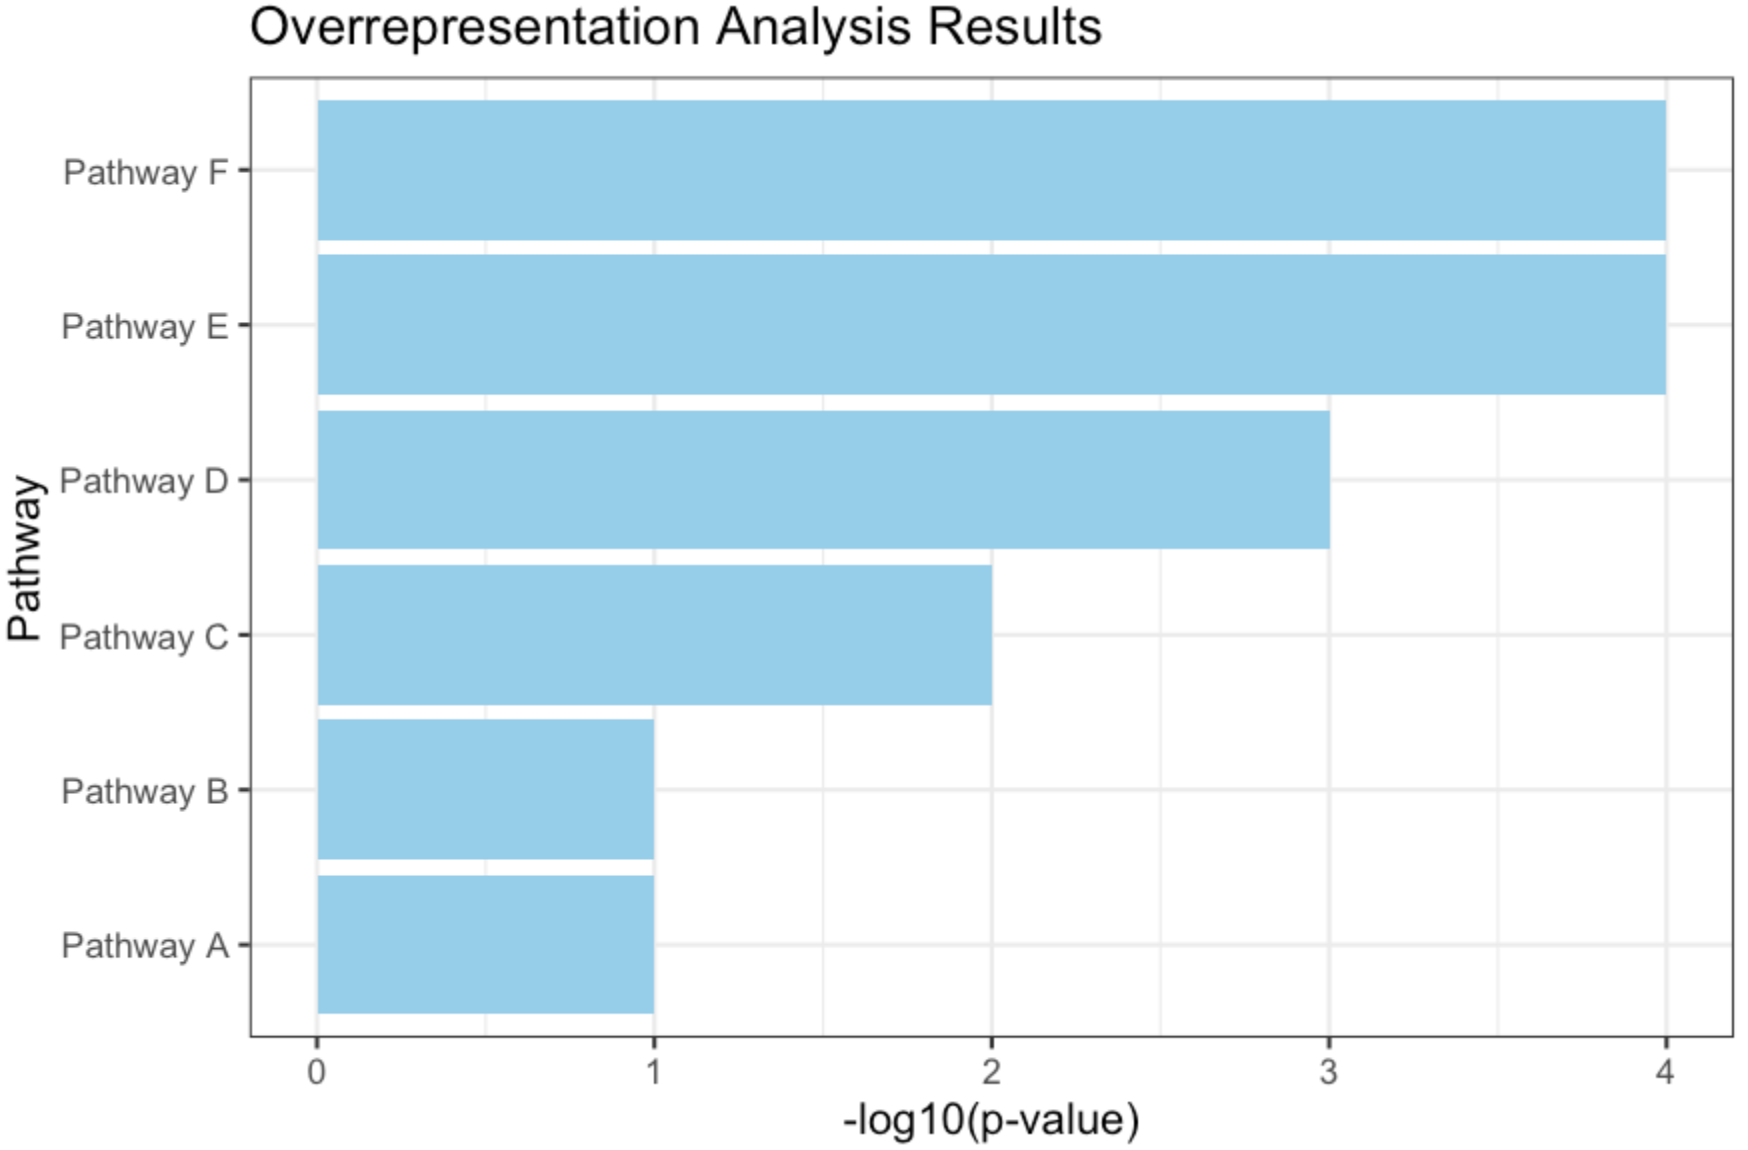 Overrepresentation Analysis Results
Pathway
Pathway F
Pathway E
Pathway D
Pathway C
Pathway B
Pathway A
0 1 2 3 4
-log10(p-value)